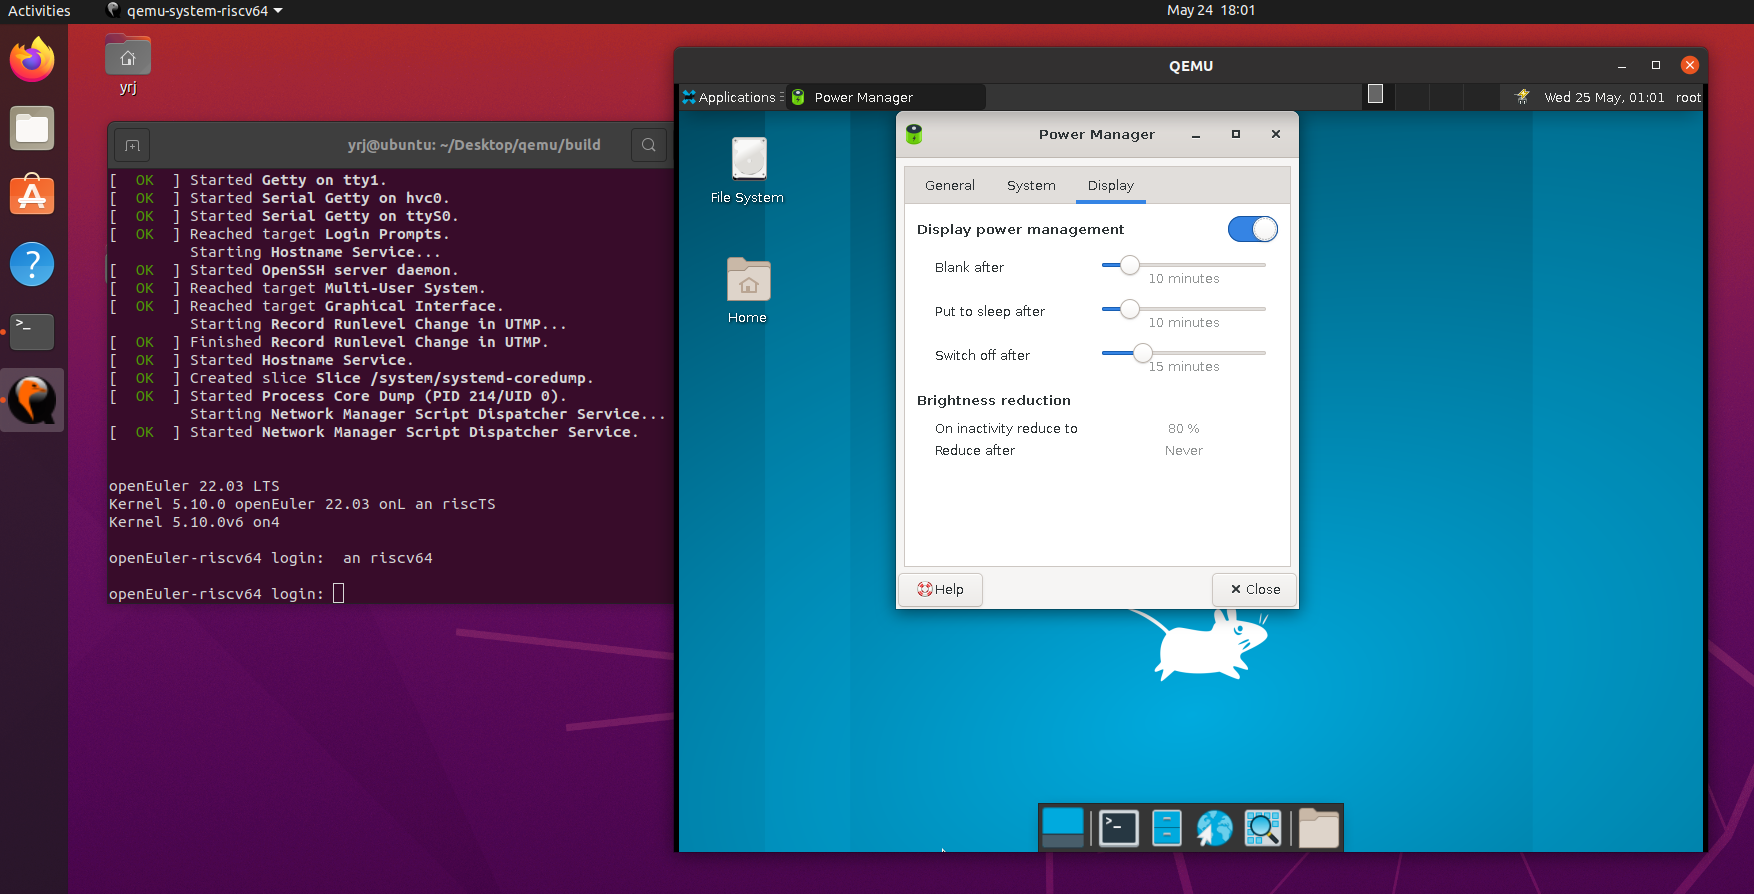 Activities
qemu-system-riscv64
May 24 18:01
yrj
yrj@ubuntu: ~/Desktop/qemu/build
[  OK  ] Started Getty on tty1.
[  OK  ] Started Serial Getty on hvc0.
[  OK  ] Started Serial Getty on ttyS0.
[  OK  ] Reached target Login Prompts.
Starting Hostname Service...
[  OK  ] Started OpenSSH server daemon.
[  OK  ] Reached target Multi-User System.
[  OK  ] Reached target Graphical Interface.
Starting Record Runlevel Change in UTMP...
[  OK  ] Finished Record Runlevel Change in UTMP.
[  OK  ] Started Hostname Service.
[  OK  ] Created slice Slice /system/systemd-coredump.
[  OK  ] Started Process Core Dump (PID 214/UID 0).
Starting Network Manager Script Dispatcher Service...
[  OK  ] Started Network Manager Script Dispatcher Service.
openEuler 22.03 LTS
Kernel 5.10.0 openEuler 22.03 onL an riscTS
Kernel 5.10.0v6 on4
openEuler-riscv64 login:  an riscv64
openEuler-riscv64 login:
QEMU
Applications
Power Manager
Wed 25 May, 01:01
root
File System
Home
Power Manager
General
System
Display
Display power management
Blank after
10 minutes
Put to sleep after
10 minutes
Switch off after
15 minutes
Brightness reduction
On inactivity reduce to
80 %
Reduce after
Never
Help
Close